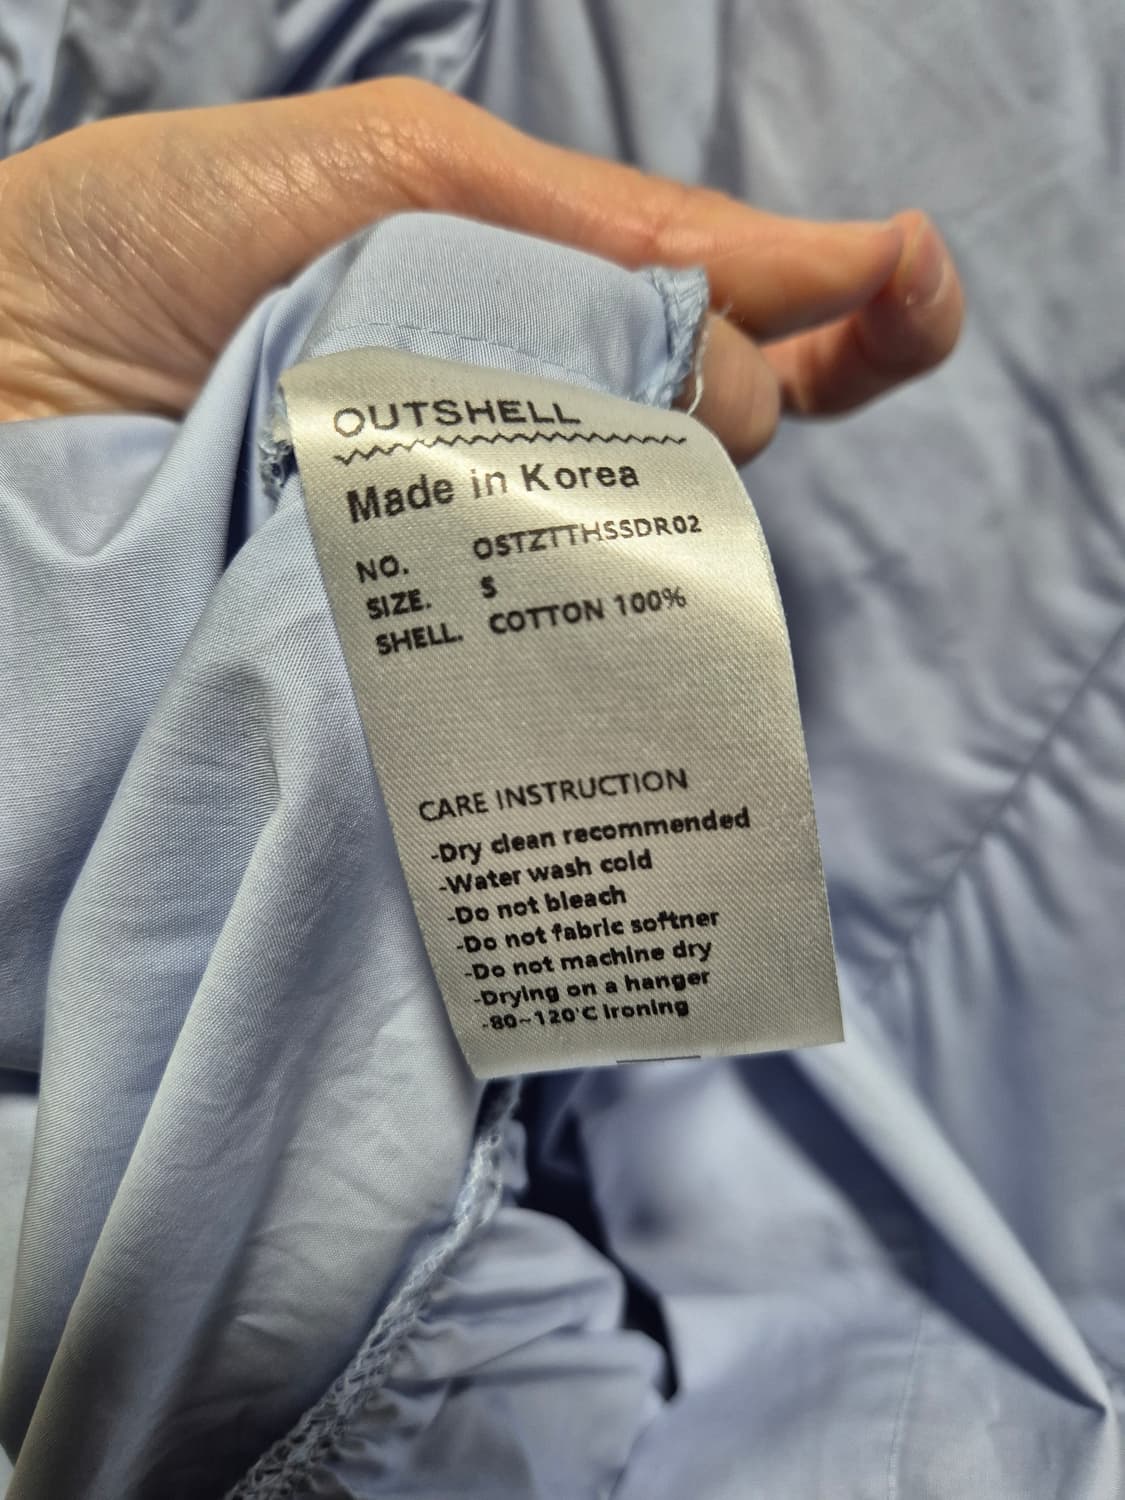 OUTSHELL
Made in Korea
NO. OSTZTTHSSDR02
SIZE. S
SHELL. COTTON 100%
CARE INSTRUCTION
-Dry clean recommended
-Water wash cold
-Do not bleach
-Do not fabric softner
-Do not machine dry
-Drying on a hanger
-80~120'C Ironing